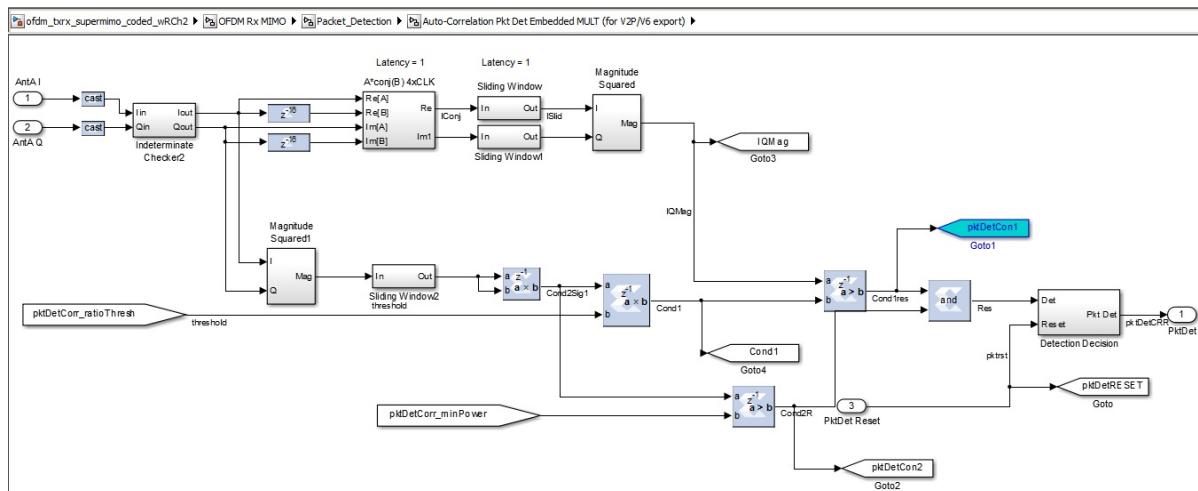 ofdm_txrx_supermimo_coded_wRCh2 ▶ OFDM Rx MIMO ▶ Packet_Detection ▶ Auto-Correlation Pkt Det Embedded MULT (for V2P/V6 export) ▶
Latency = 1
Latency = 1
AntA I
1
cast
2
AntA Q
cast
Iin
Iout
Qin
Qout
Indeterminate
Checker2
z-16
z-16
A*conj(B) 4xCLK
Re[A]
Re[B]
Im[A]
Im[B]
Re
Im1
IConj
Sliding Window
In
Out
ISlid
In
Out
Sliding Window1
Magnitude
Squared
I
Q
Mag
IQMag
Goto3
IQMag
Magnitude
Squared1
I
Q
Mag
In
Out
Sliding Window2
threshold
a
b
z-1
a × b
Cond2Sig1
a
b
z-1
a × b
Cond1
pktDetCorr_ratioThresh
threshold
Cond1
Goto4
a
b
z-1
a > b
Cond1res
pktDetCon1
Goto1
and
Res
Det
Reset
Pkt Det
Detection Decision
pktDetCRR
1
PktDet
pktrst
pktDetRESET
Goto
pktDetCorr_minPower
a
b
z-1
a > b
Cond2R
3
PktDet Reset
pktDetCon2
Goto2